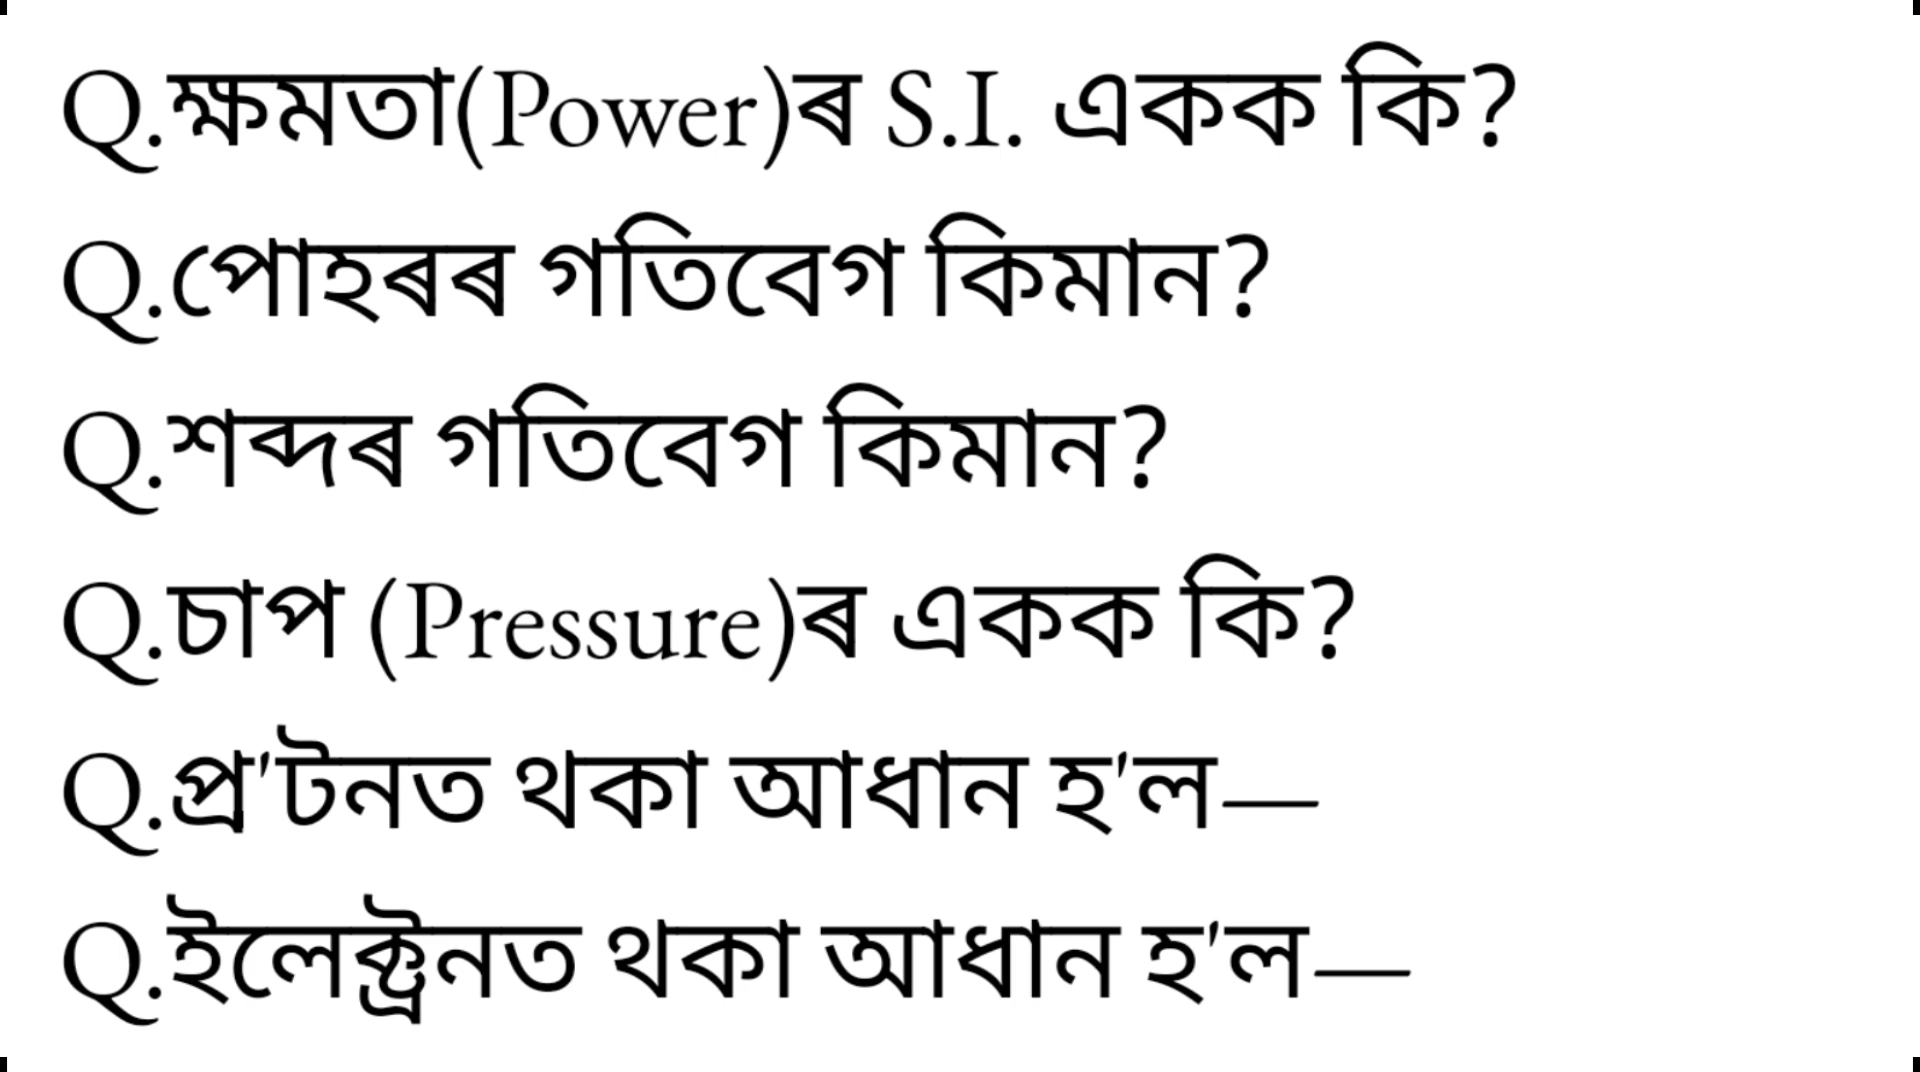 Q.ক্ষমতা(Power)ৰ S.I. একক কি?
Q.পোহৰৰ গতিবেগ কিমান?
Q.শব্দৰ গতিবেগ কিমান?
Q.চাপ (Pressure)ৰ একক কি?
Q.প্ৰ'টনত থকা আধান হ'ল—
Q.ইলেক্ট্ৰনত থকা আধান হ'ল—